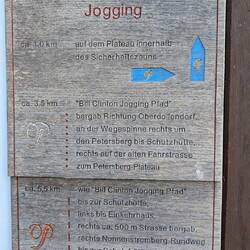 Jogging
ca. 1,0 km auf dem Plateau innerhalb
des Sicherheitszauns
ca. 3,5 km "Bill Clinton Jogging Pfad"
bergab Richtung Oberdollendorf,
an der Wegespinne rechts um
den Petersberg bis Schutzhütte,
rechts auf der alten Fahrstrasse
zum Petersberg-Plateau
ca. 5,5 km wie "Bill Clinton Jogging Pfad"
bis zur Schutzhütte,
links bis Einkehrhaus,
rechts ca. 500 m Strasse bergab,
rechts Nonnenstromberg-Rundweg